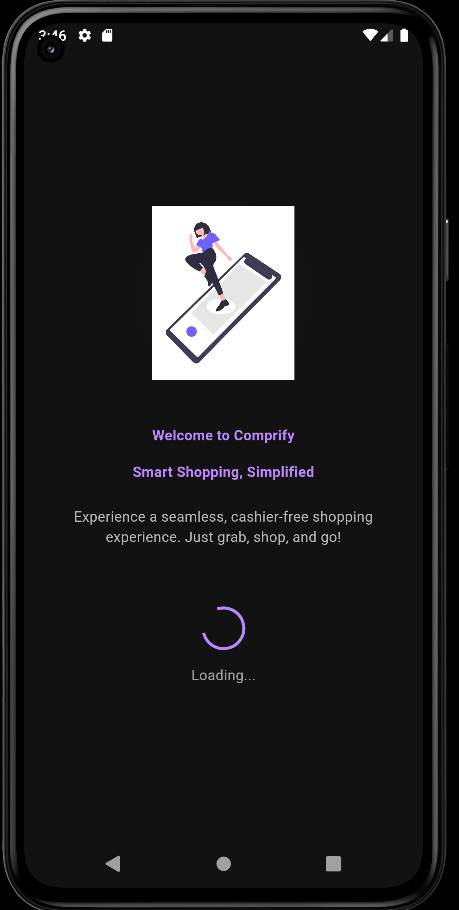 3:46
Welcome to Comprify
Smart Shopping, Simplified
Experience a seamless, cashier-free shopping
experience. Just grab, shop, and go!
Loading...